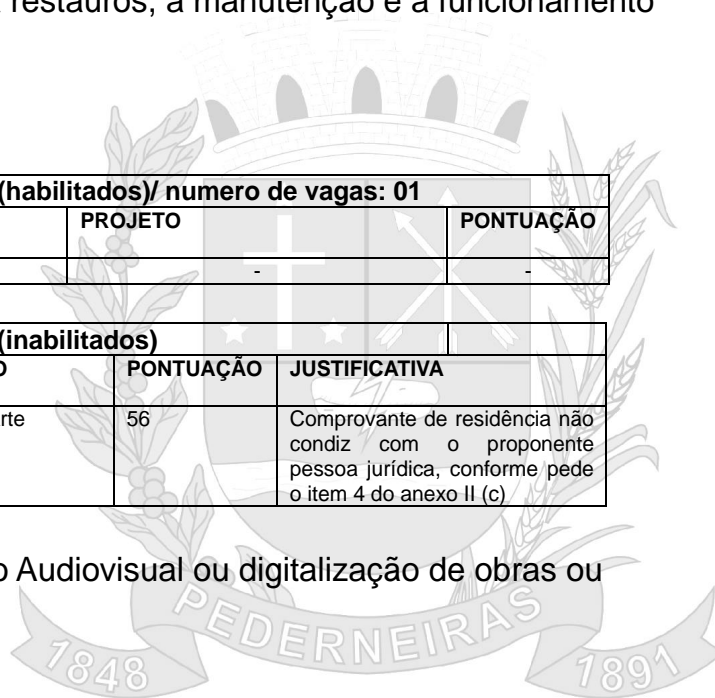 restauros, a manutenção e a funcionamento
(habilitados)/ numero de vagas: 01
PROJETO PONTUAÇÃO
- -
(inabilitados)
PONTUAÇÃO JUSTIFICATIVA
56 Comprovante de residência não
condiz com o proponente
pessoa jurídica, conforme pede
o item 4 do anexo II (c)
o Audiovisual ou digitalização de obras ou
PEDERNEIRAS
1848 1891